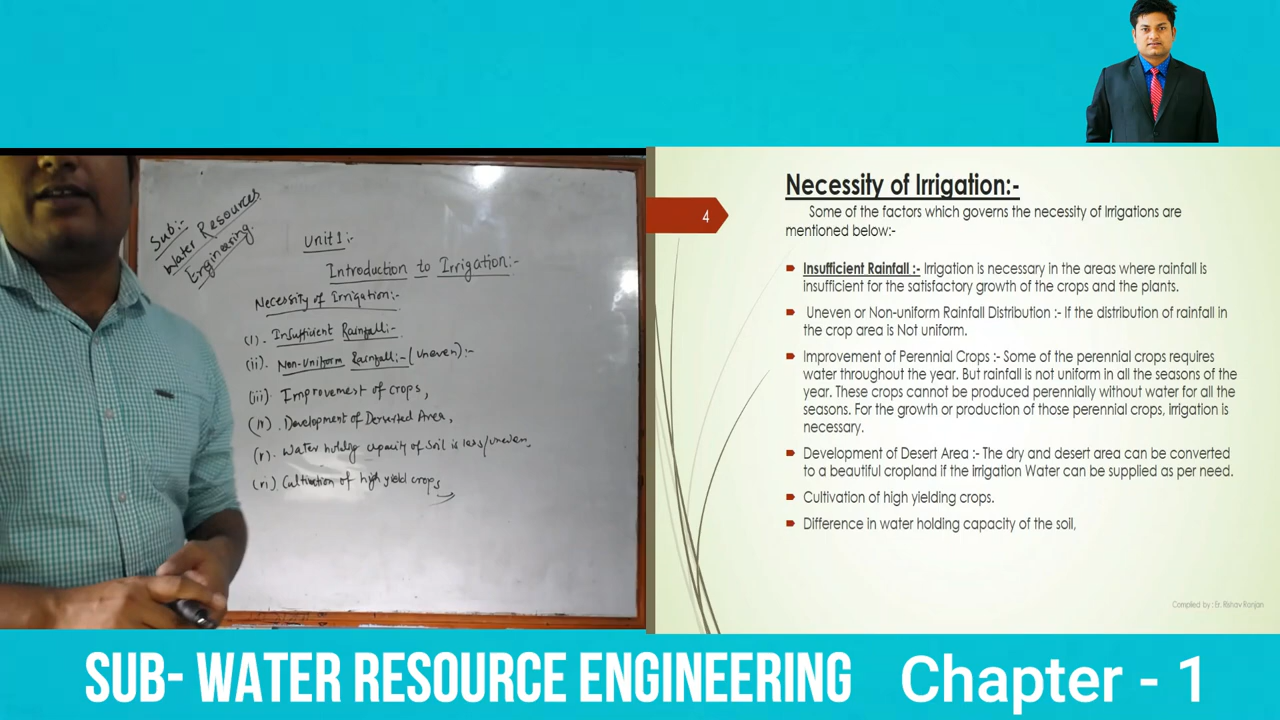 Sub:-
Water Resources
Engineering.
Unit 1:-
Introduction to Irrigation:-
Necessity of Irrigation:-
(i). Insufficient Rainfall:-
(ii). Non-Uniform Rainfall:- (Uneven):-
(iii). Improvement of crops,
(iv). Development of Deserted Area,
(v). Water holdig capacity of Soil is less/uneven,
(vi) Cultivation of high yield crops
4
Necessity of Irrigation:-
Some of the factors which governs the necessity of Irrigations are
mentioned below:-
Insufficient Rainfall :- Irrigation is necessary in the areas where rainfall is
insufficient for the satisfactory growth of the crops and the plants.
Uneven or Non-uniform Rainfall Distribution :- If the distribution of rainfall in
the crop area is Not uniform.
Improvement of Perennial Crops :- Some of the perennial crops requires
water throughout the year. But rainfall is not uniform in all the seasons of the
year. These crops cannot be produced perennially without water for all the
seasons. For the growth or production of those perennial crops, irrigation is
necessary.
Development of Desert Area :- The dry and desert area can be converted
to a beautiful cropland if the irrigation Water can be supplied as per need.
Cultivation of high yielding crops.
Difference in water holding capacity of the soil,
Compiled by : Er. Rishav Ranjan
SUB- WATER RESOURCE ENGINEERING Chapter - 1